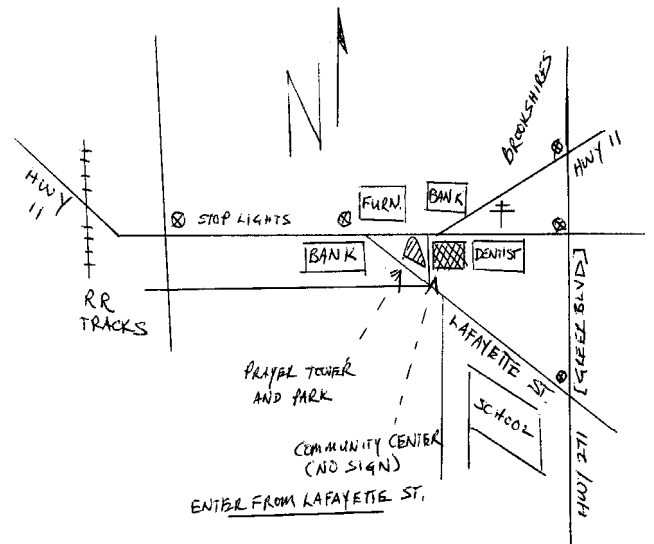 N
BROOKSHIRES
HWY 11
HWY
11
FURN.
BANK
STOP LIGHTS
BANK
DENTIST
RR
TRACKS
[GREER BLVD]
LAFAYETTE ST.
PRAYER TOWER
AND PARK
SCHOOL
COMMUNITY CENTER
(NO SIGN)
HWY 271
ENTER FROM LAFAYETTE ST.